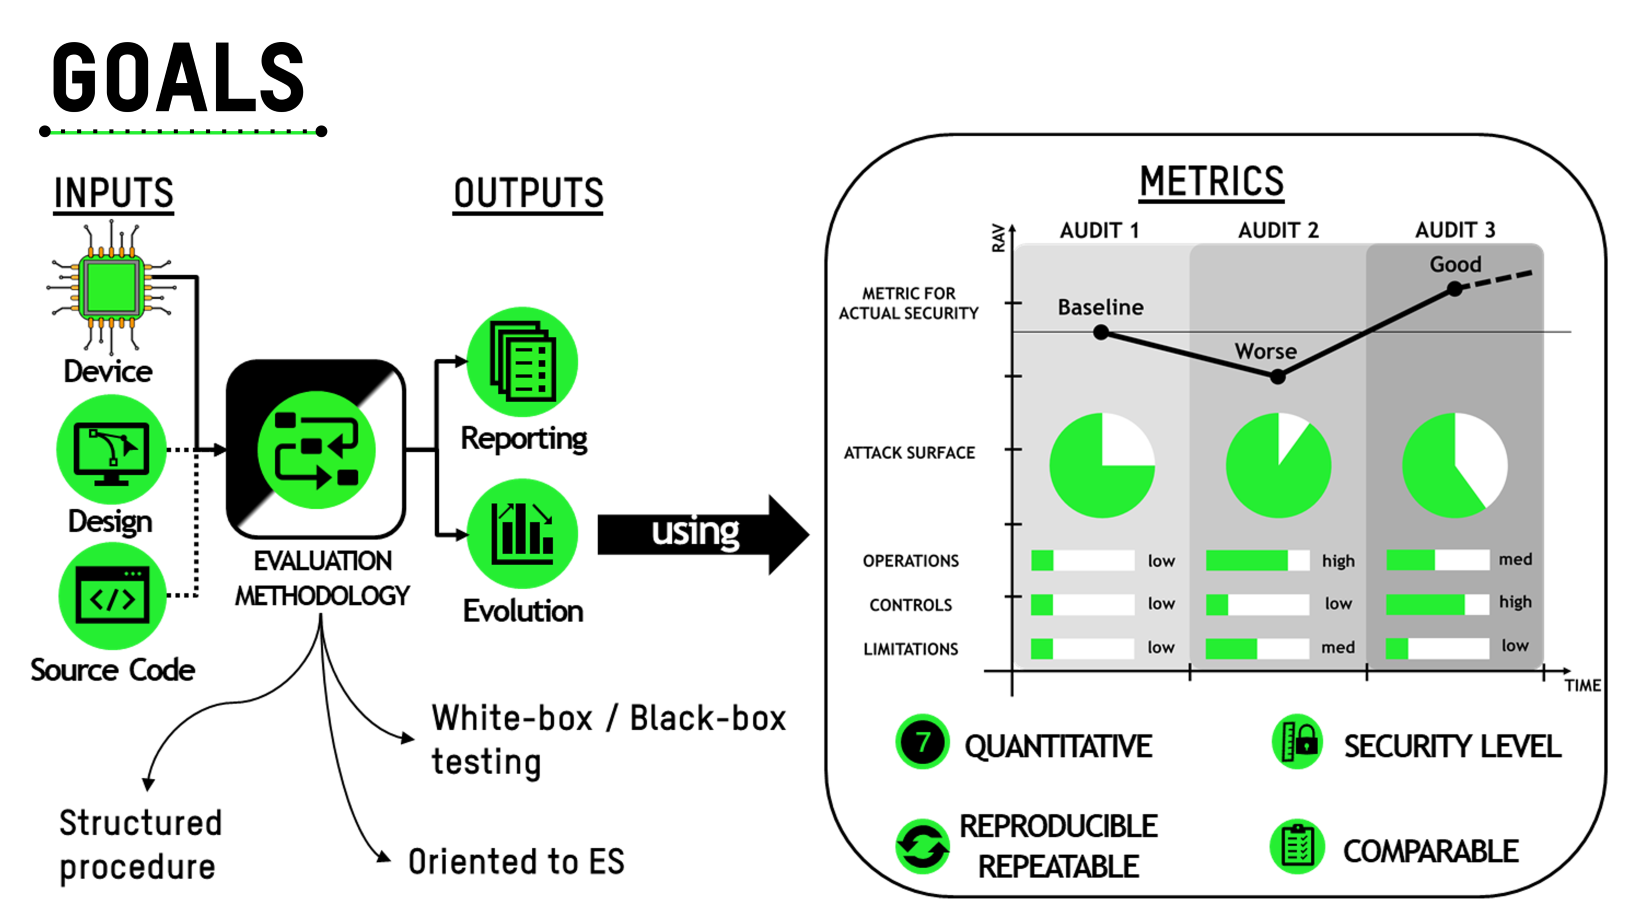 GOALS
INPUTS
Device
Design
</>
Source Code
EVALUATION
METHODOLOGY
OUTPUTS
Reporting
Evolution
using
Structured
procedure
White-box / Black-box
testing
Oriented to ES
METRICS
RAV
AUDIT 1
AUDIT 2
AUDIT 3
METRIC FOR
ACTUAL SECURITY
Baseline
Worse
Good
ATTACK SURFACE
OPERATIONS
low
high
med
CONTROLS
low
low
high
LIMITATIONS
low
med
low
TIME
7
QUANTITATIVE
SECURITY LEVEL
REPRODUCIBLE
REPEATABLE
COMPARABLE